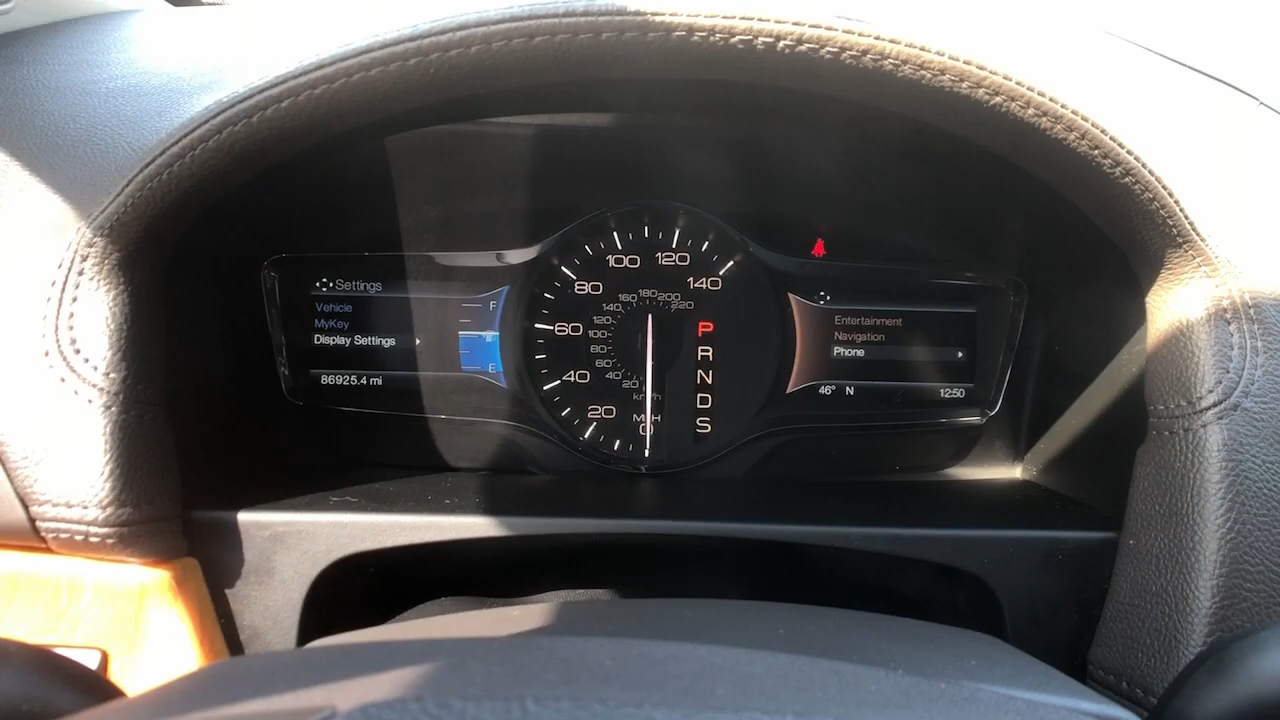 Settings
Vehicle
MyKey
Display Settings
86925.4 mi
F
E
0
20
40
60
80
100
120
140
20
40
60
80
100
120
140
160
180
200
220
km/h
MPH
P
R
N
D
S
Entertainment
Navigation
Phone
46° N
12:50